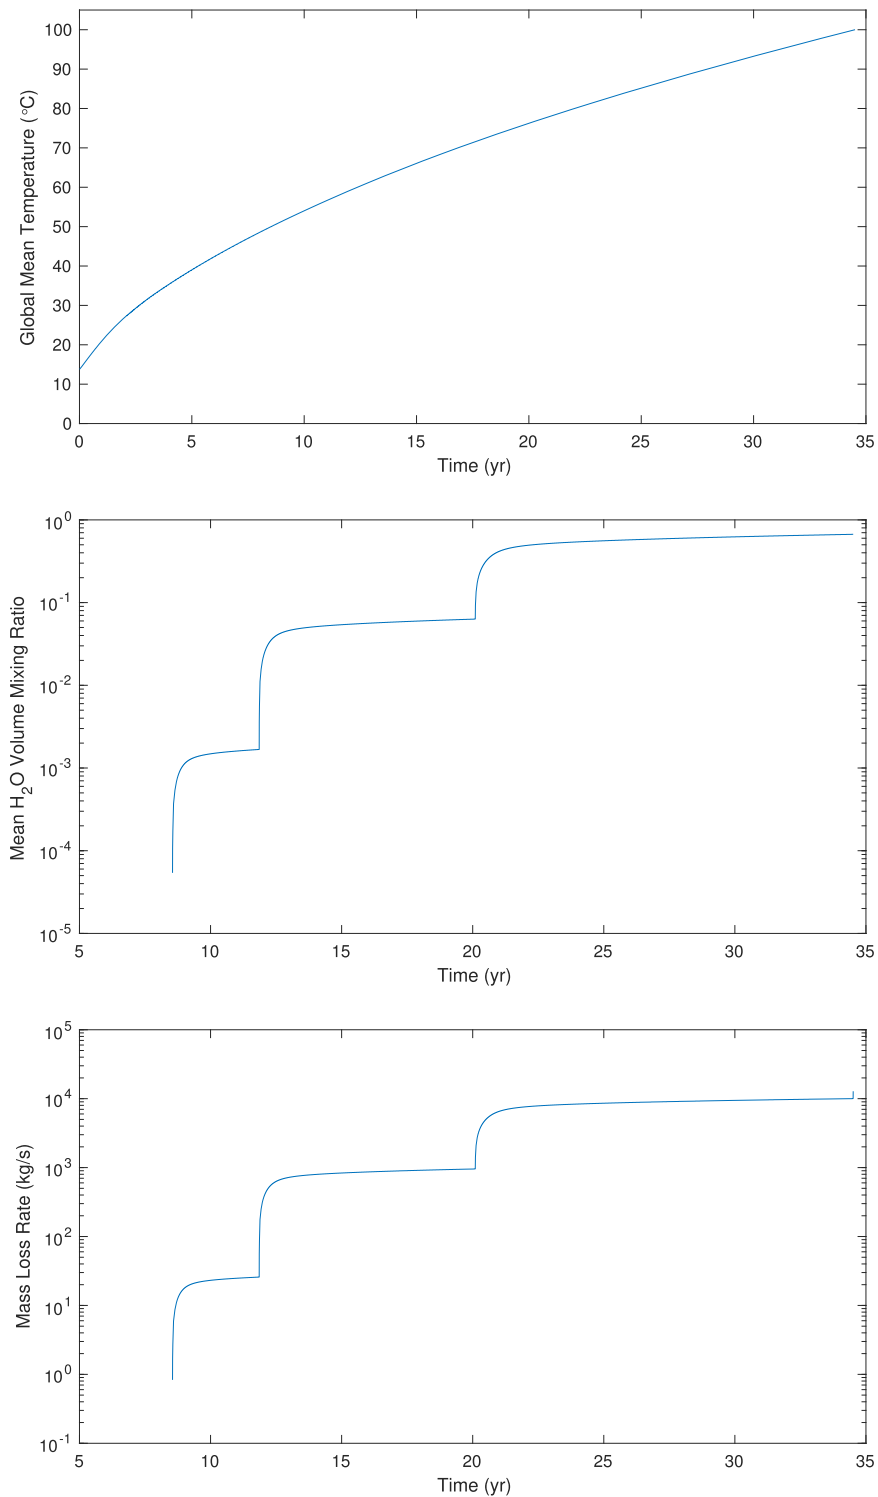 100
90
80
70
60
50
40
30
20
10
0
Global Mean Temperature (°C)
0 5 10 15 20 25 30 35
Time (yr)
10^0
10^-1
10^-2
10^-3
10^-4
10^-5
Mean H₂O Volume Mixing Ratio
5 10 15 20 25 30 35
Time (yr)
10^5
10^4
10^3
10^2
10^1
10^0
10^-1
Mass Loss Rate (kg/s)
5 10 15 20 25 30 35
Time (yr)